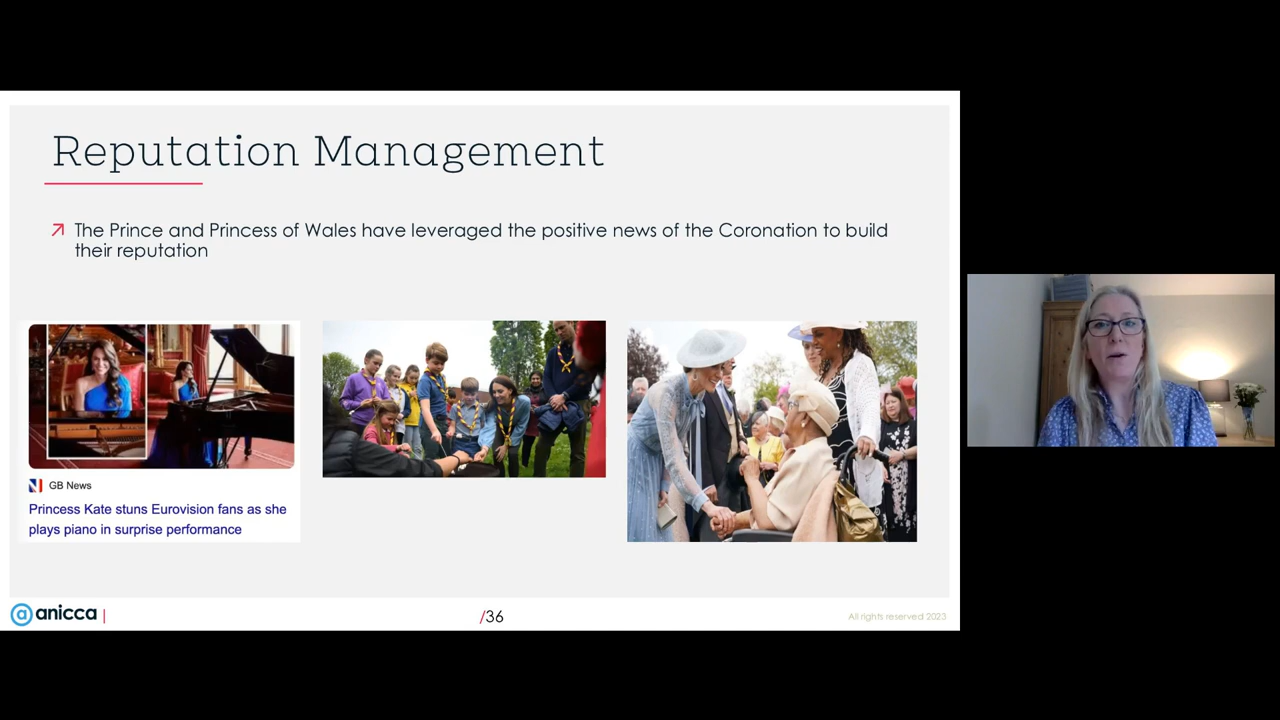 Reputation Management
The Prince and Princess of Wales have leveraged the positive news of the Coronation to build
their reputation
GB News
Princess Kate stuns Eurovision fans as she
plays piano in surprise performance
@anicca |
/36
All rights reserved 2023